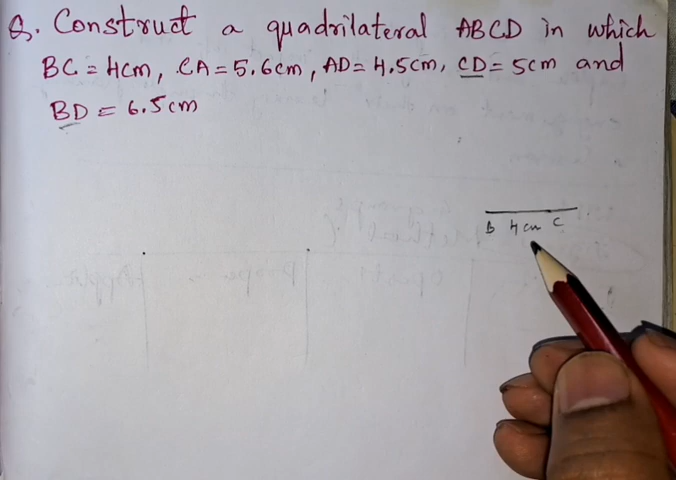 Q. Construct a quadrilateral ABCD in which
BC = 4cm, CA = 5.6cm, AD = 4.5cm, CD = 5cm and
BD = 6.5cm
B 4cm C